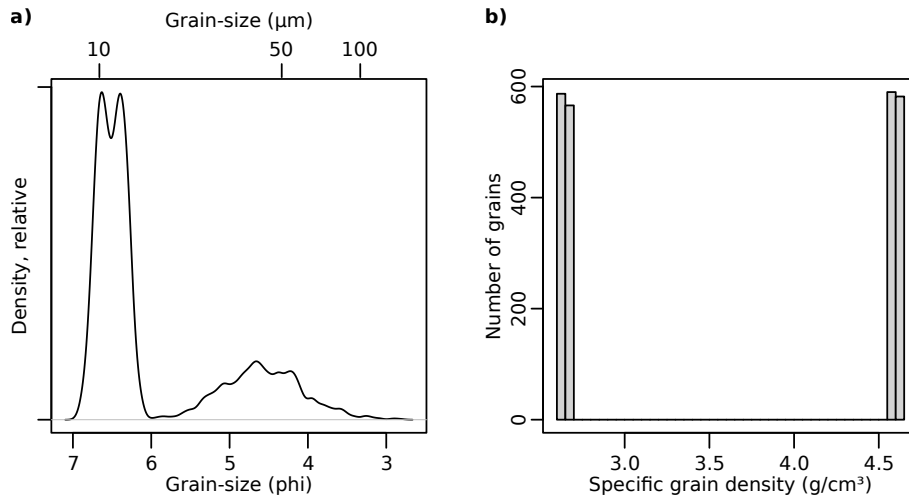 a)
Grain-size (µm)
10 50 100
Density, relative
7 6 5 4 3
Grain-size (phi)
b)
Number of grains
600
400
200
0
3.0 3.5 4.0 4.5
Specific grain density (g/cm³)